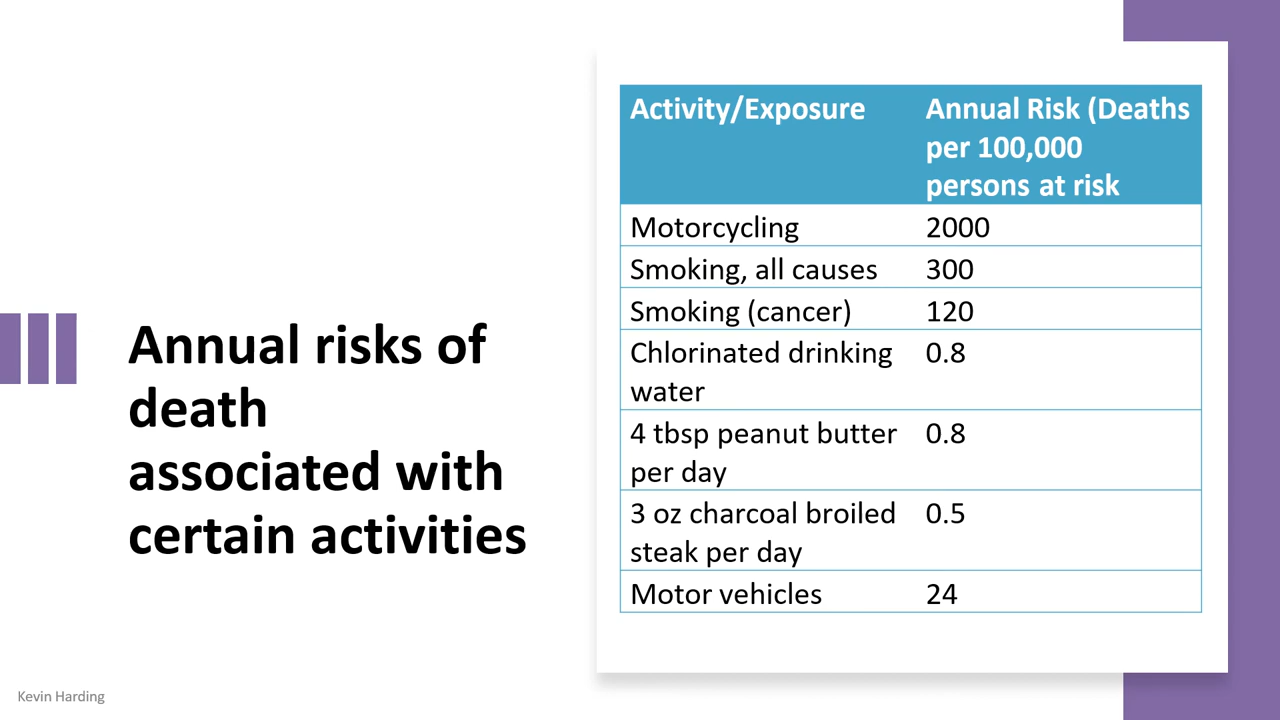 Annual risks of
death
associated with
certain activities
Activity/Exposure
Annual Risk (Deaths
per 100,000
persons at risk
Motorcycling 2000
Smoking, all causes 300
Smoking (cancer) 120
Chlorinated drinking 0.8
water
4 tbsp peanut butter 0.8
per day
3 oz charcoal broiled 0.5
steak per day
Motor vehicles 24
Kevin Harding